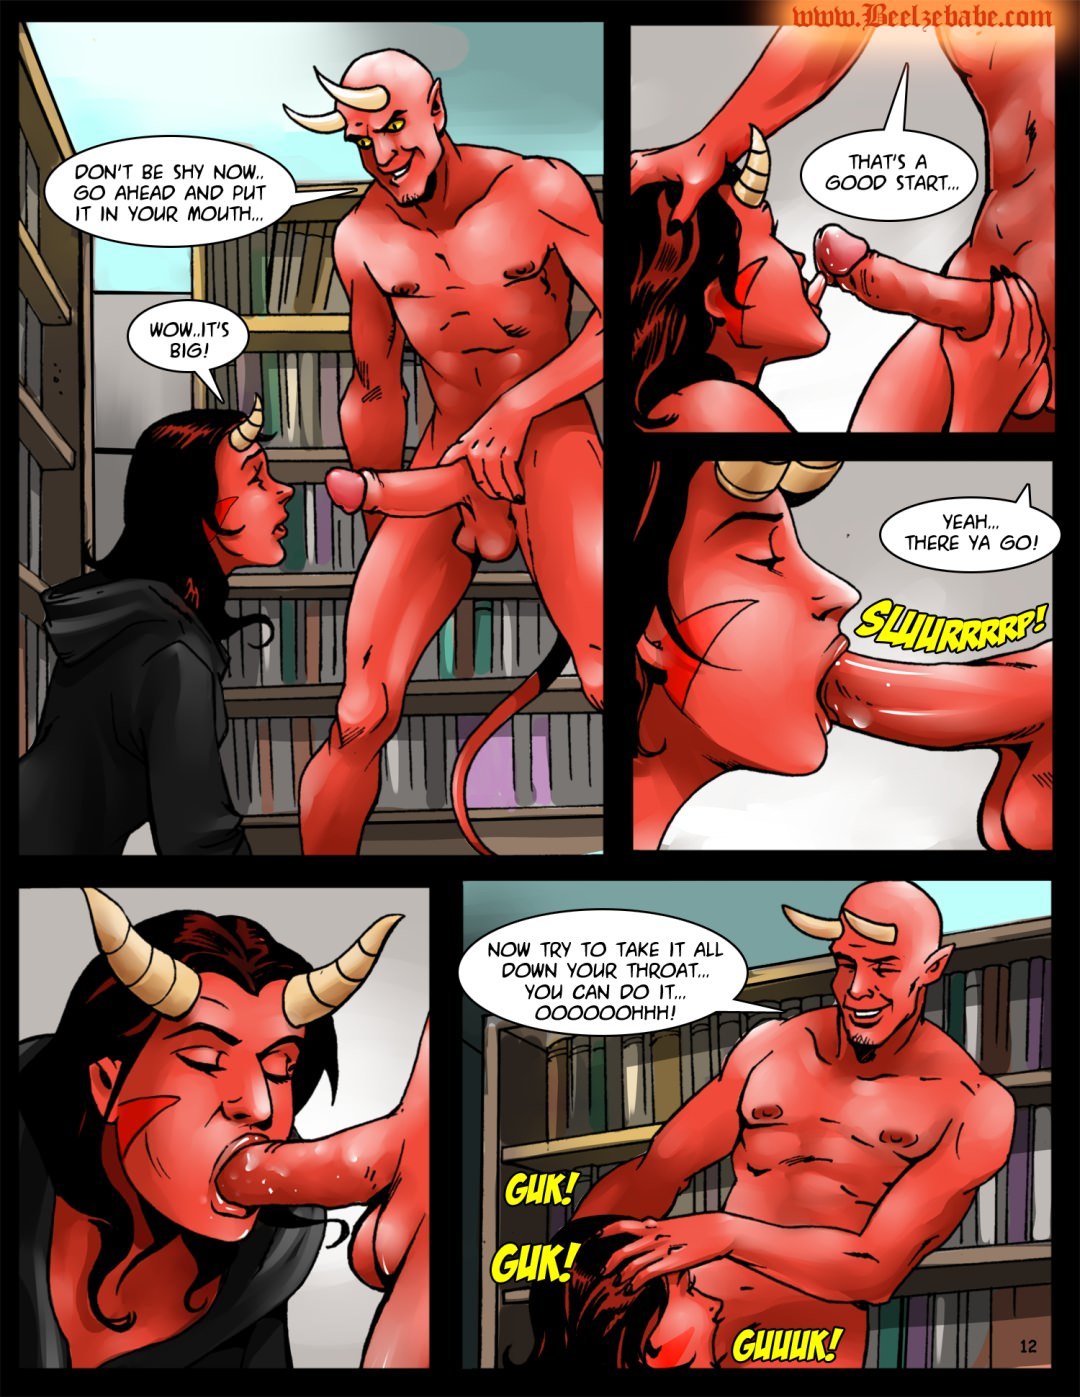 www.Beelzebabe.com
DON'T BE SHY NOW..
GO AHEAD AND PUT
IT IN YOUR MOUTH...
WOW..IT'S
BIG!
THAT'S A
GOOD START...
YEAH...
THERE YA GO!
SLUURRRRP!
NOW TRY TO TAKE IT ALL
DOWN YOUR THROAT...
YOU CAN DO IT...
OOOOOOHHH!
GUK!
GUK!
GUUUK!
12